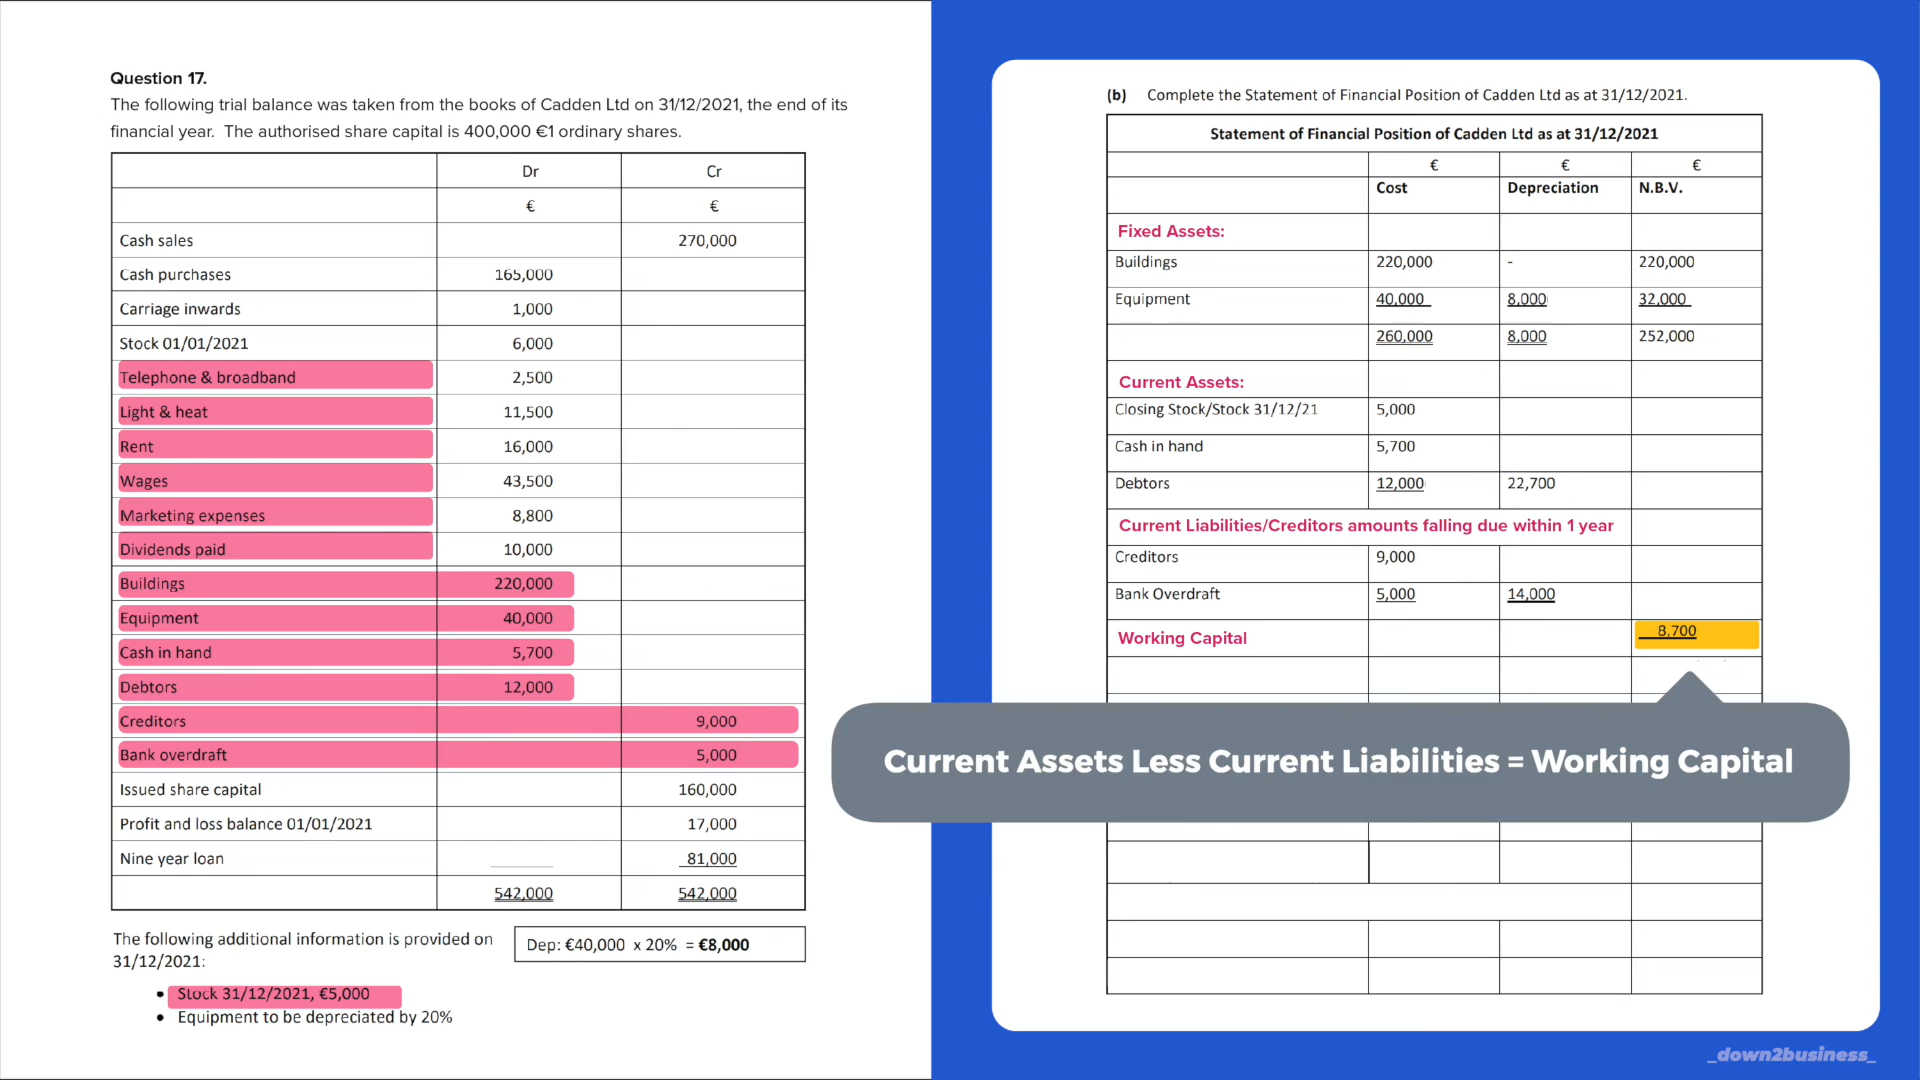 Question 17.
The following trial balance was taken from the books of Cadden Ltd on 31/12/2021, the end of its
financial year. The authorised share capital is 400,000 €1 ordinary shares.
Dr Cr
€ €
Cash sales 270,000
Cash purchases 165,000
Carriage inwards 1,000
Stock 01/01/2021 6,000
Telephone & broadband 2,500
Light & heat 11,500
Rent 16,000
Wages 43,500
Marketing expenses 8,800
Dividends paid 10,000
Buildings 220,000
Equipment 40,000
Cash in hand 5,700
Debtors 12,000
Creditors 9,000
Bank overdraft 5,000
Issued share capital 160,000
Profit and loss balance 01/01/2021 17,000
Nine year loan 81,000
542,000 542,000
The following additional information is provided on
31/12/2021:
Dep: €40,000 x 20% = €8,000
• Stock 31/12/2021, €5,000
• Equipment to be depreciated by 20%
(b) Complete the Statement of Financial Position of Cadden Ltd as at 31/12/2021.
Statement of Financial Position of Cadden Ltd as at 31/12/2021
€ € €
Cost Depreciation N.B.V.
Fixed Assets:
Buildings 220,000 - 220,000
Equipment 40,000 8,000 32,000
260,000 8,000 252,000
Current Assets:
Closing Stock/Stock 31/12/21 5,000
Cash in hand 5,700
Debtors 12,000 22,700
Current Liabilities/Creditors amounts falling due within 1 year
Creditors 9,000
Bank Overdraft 5,000 14,000
Working Capital 8,700
Current Assets Less Current Liabilities = Working Capital
_down2business_